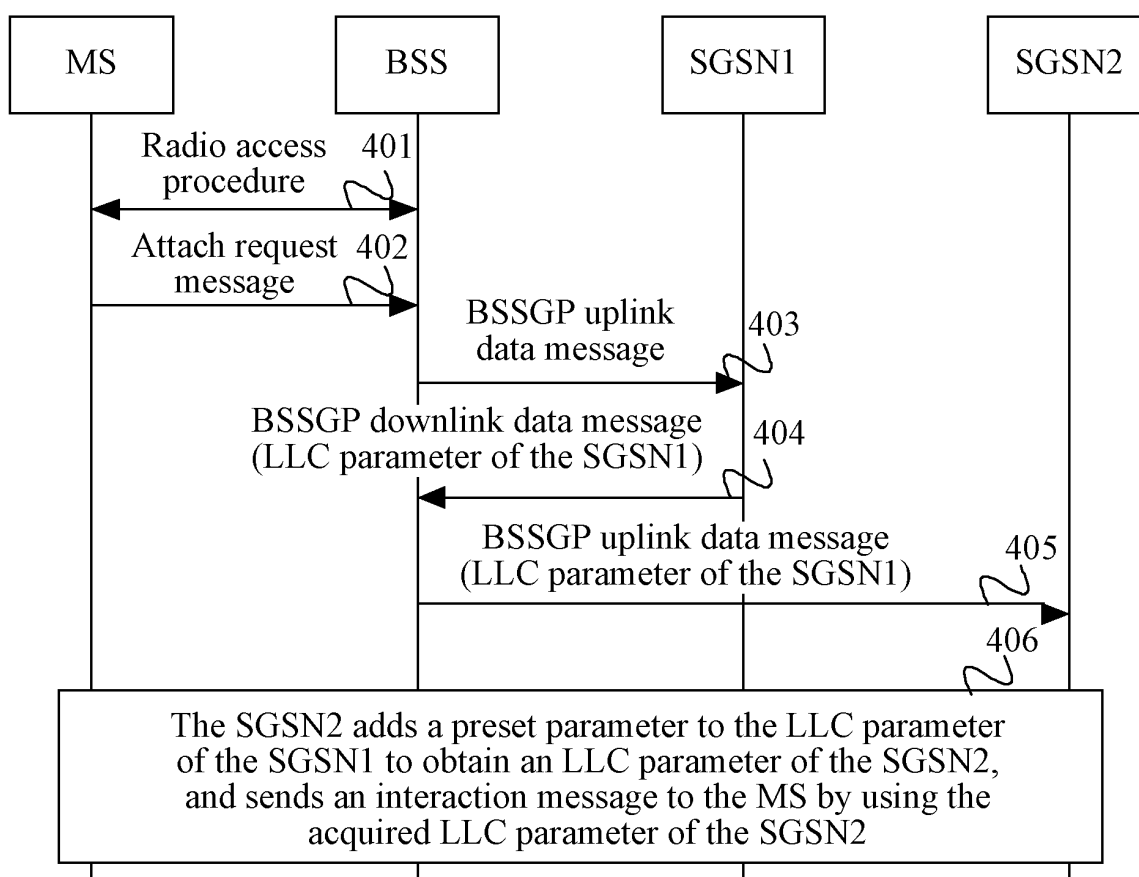 MS
BSS
SGSN1
SGSN2
Radio access
procedure
401
Attach request
message
402
BSSGP uplink
data message
403
BSSGP downlink data message
(LLC parameter of the SGSN1)
404
BSSGP uplink data message
(LLC parameter of the SGSN1)
405
406
The SGSN2 adds a preset parameter to the LLC parameter
of the SGSN1 to obtain an LLC parameter of the SGSN2,
and sends an interaction message to the MS by using the
acquired LLC parameter of the SGSN2